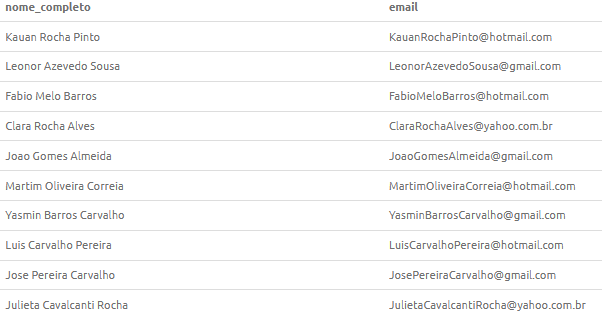 nome_completo email
Kauan Rocha Pinto KauanRochaPinto@hotmail.com
Leonor Azevedo Sousa LeonorAzevedoSousa@gmail.com
Fabio Melo Barros FabioMeloBarros@hotmail.com
Clara Rocha Alves ClaraRochaAlves@yahoo.com.br
Joao Gomes Almeida JoaoGomesAlmeida@gmail.com
Martim Oliveira Correia MartimOliveiraCorreia@hotmail.com
Yasmin Barros Carvalho YasminBarrosCarvalho@gmail.com
Luis Carvalho Pereira LuisCarvalhoPereira@hotmail.com
Jose Pereira Carvalho JosePereiraCarvalho@gmail.com
Julieta Cavalcanti Rocha JulietaCavalcantiRocha@yahoo.com.br